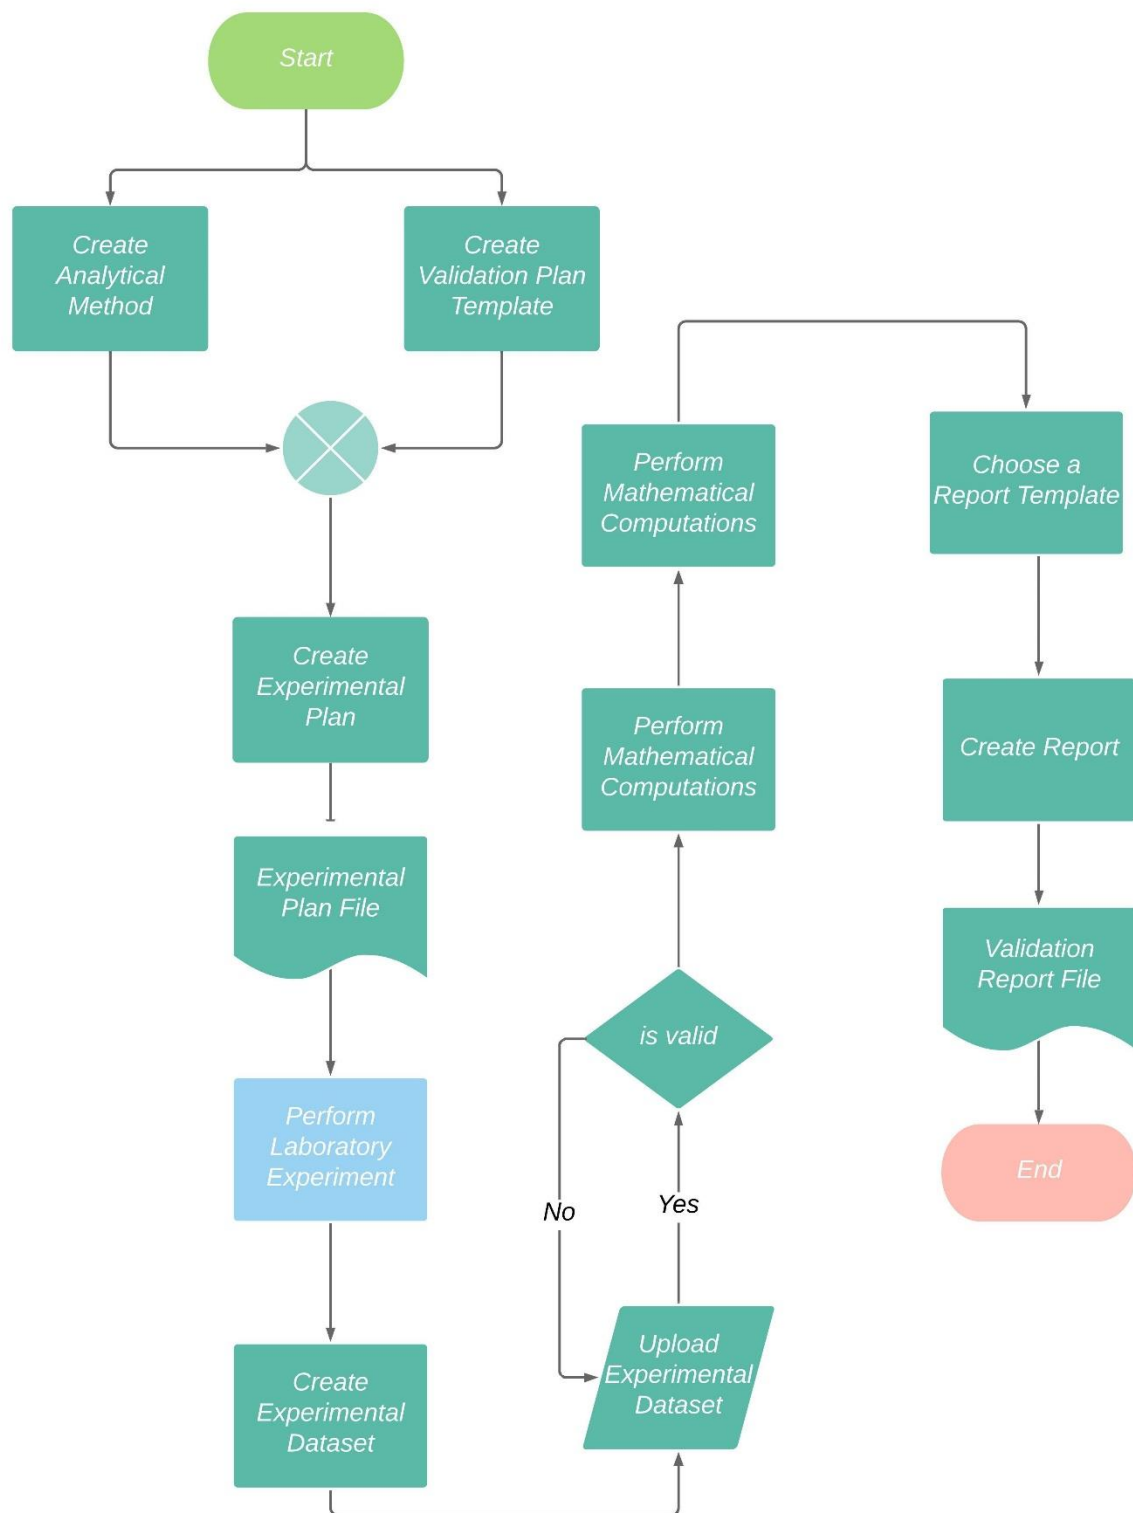 Start
Create
Analytical
Method
Create
Validation Plan
Template
Create
Experimental
Plan
Experimental
Plan File
Perform
Laboratory
Experiment
Create
Experimental
Dataset
Upload
Experimental
Dataset
No
Yes
is valid
Perform
Mathematical
Computations
Perform
Mathematical
Computations
Choose a
Report Template
Create Report
Validation
Report File
End